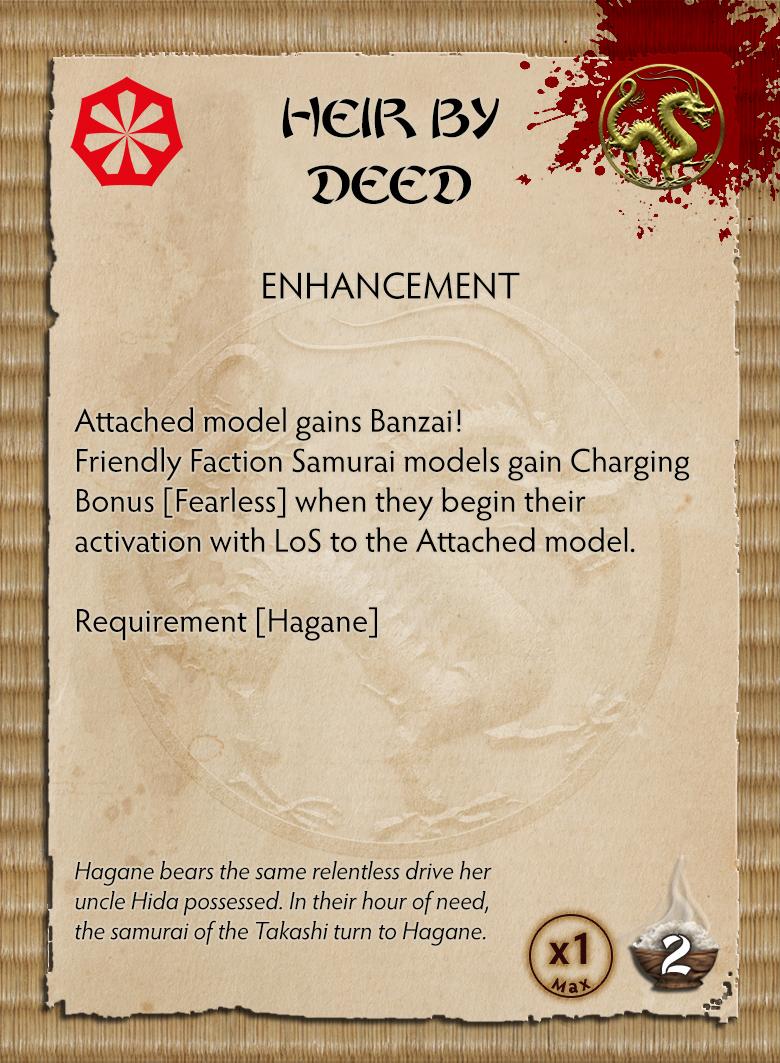 HEIR BY
DEED
ENHANCEMENT
Attached model gains Banzai!
Friendly Faction Samurai models gain Charging
Bonus [Fearless] when they begin their
activation with LoS to the Attached model.
Requirement [Hagane]
Hagane bears the same relentless drive her
uncle Hida possessed. In their hour of need,
the samurai of the Takashi turn to Hagane.
x1
Max
2